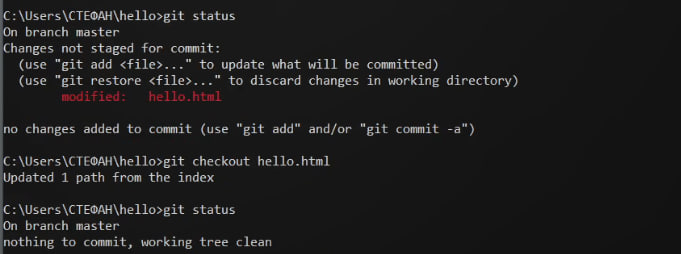 C:\Users\СТЕФАН\hello>git status
On branch master
Changes not staged for commit:
(use "git add <file>..." to update what will be committed)
(use "git restore <file>..." to discard changes in working directory)
modified: hello.html
no changes added to commit (use "git add" and/or "git commit -a")
C:\Users\СТЕФАН\hello>git checkout hello.html
Updated 1 path from the index
C:\Users\СТЕФАН\hello>git status
On branch master
nothing to commit, working tree clean